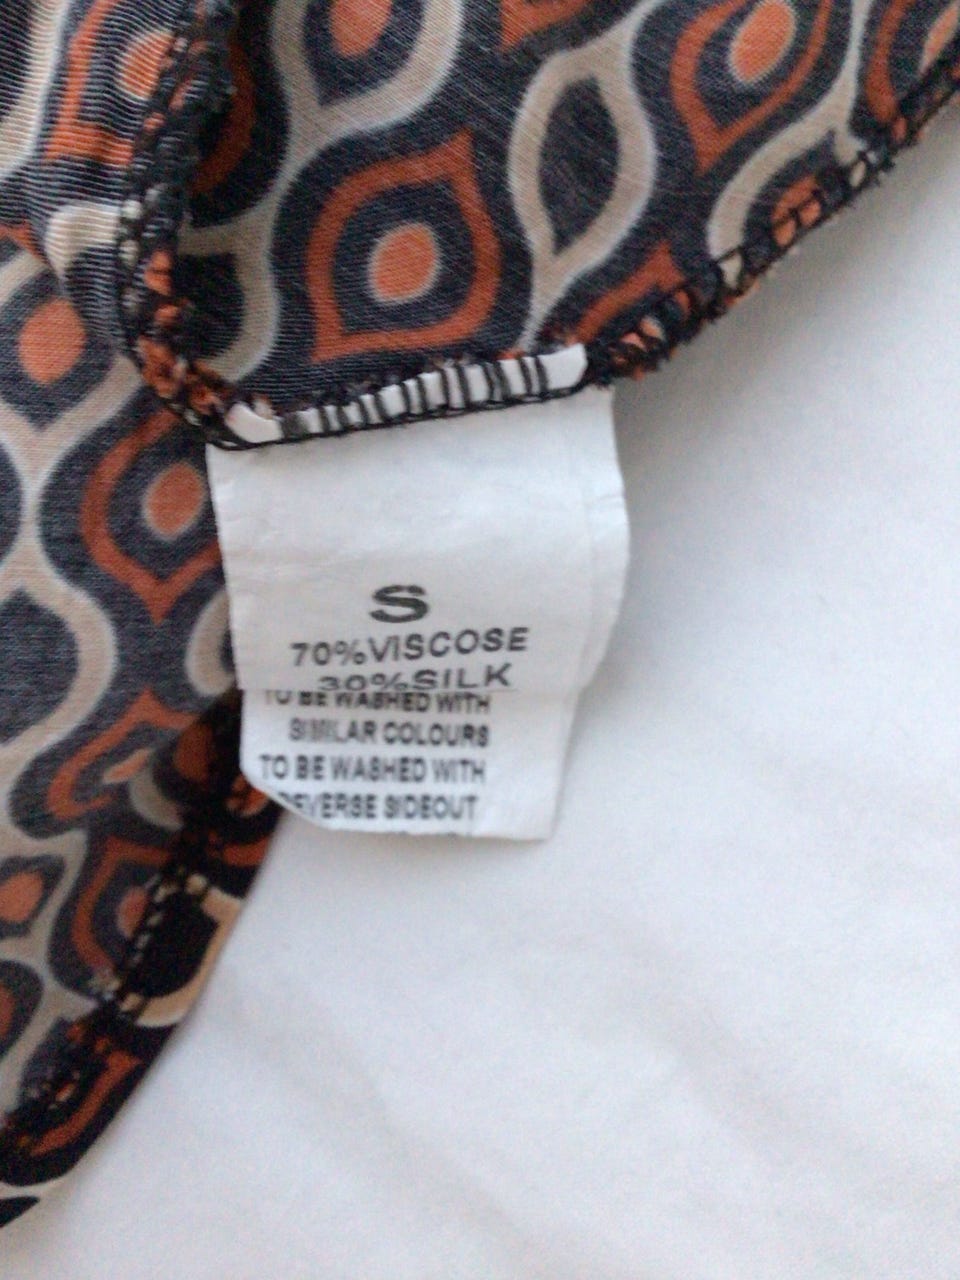 S
70%VISCOSE
30%SILK
TO BE WASHED WITH
SIMILAR COLOURS
TO BE WASHED WITH
REVERSE SIDEOUT